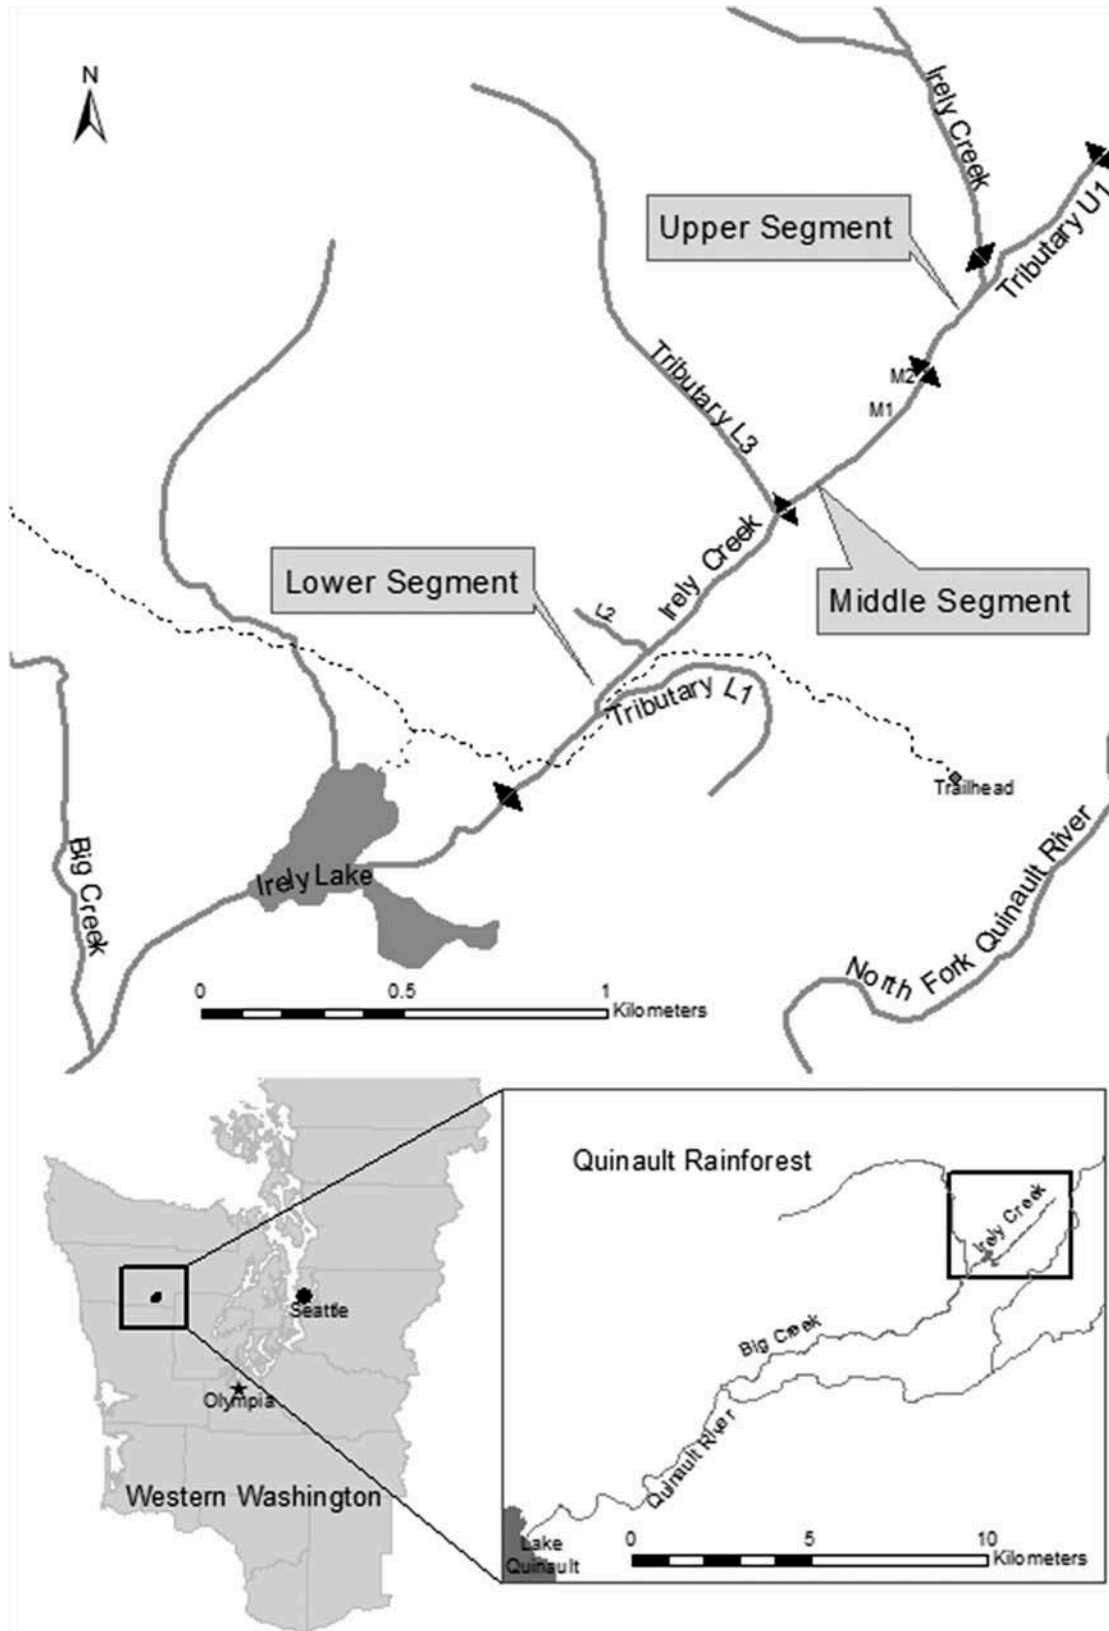 N
Irely Creek
Tributary U1
Upper Segment
Tributary L3
M2
M1
Irely Creek
Lower Segment
Middle Segment
L2
Tributary L1
Trailhead
Big Creek
Irely Lake
North Fork Quinault River
0 0.5 1
Kilometers
Quinault Rainforest
Irely Creek
Seattle
Big Creek
Olympia
Quinault River
Western Washington
Lake
Quinault
0 5 10
Kilometers